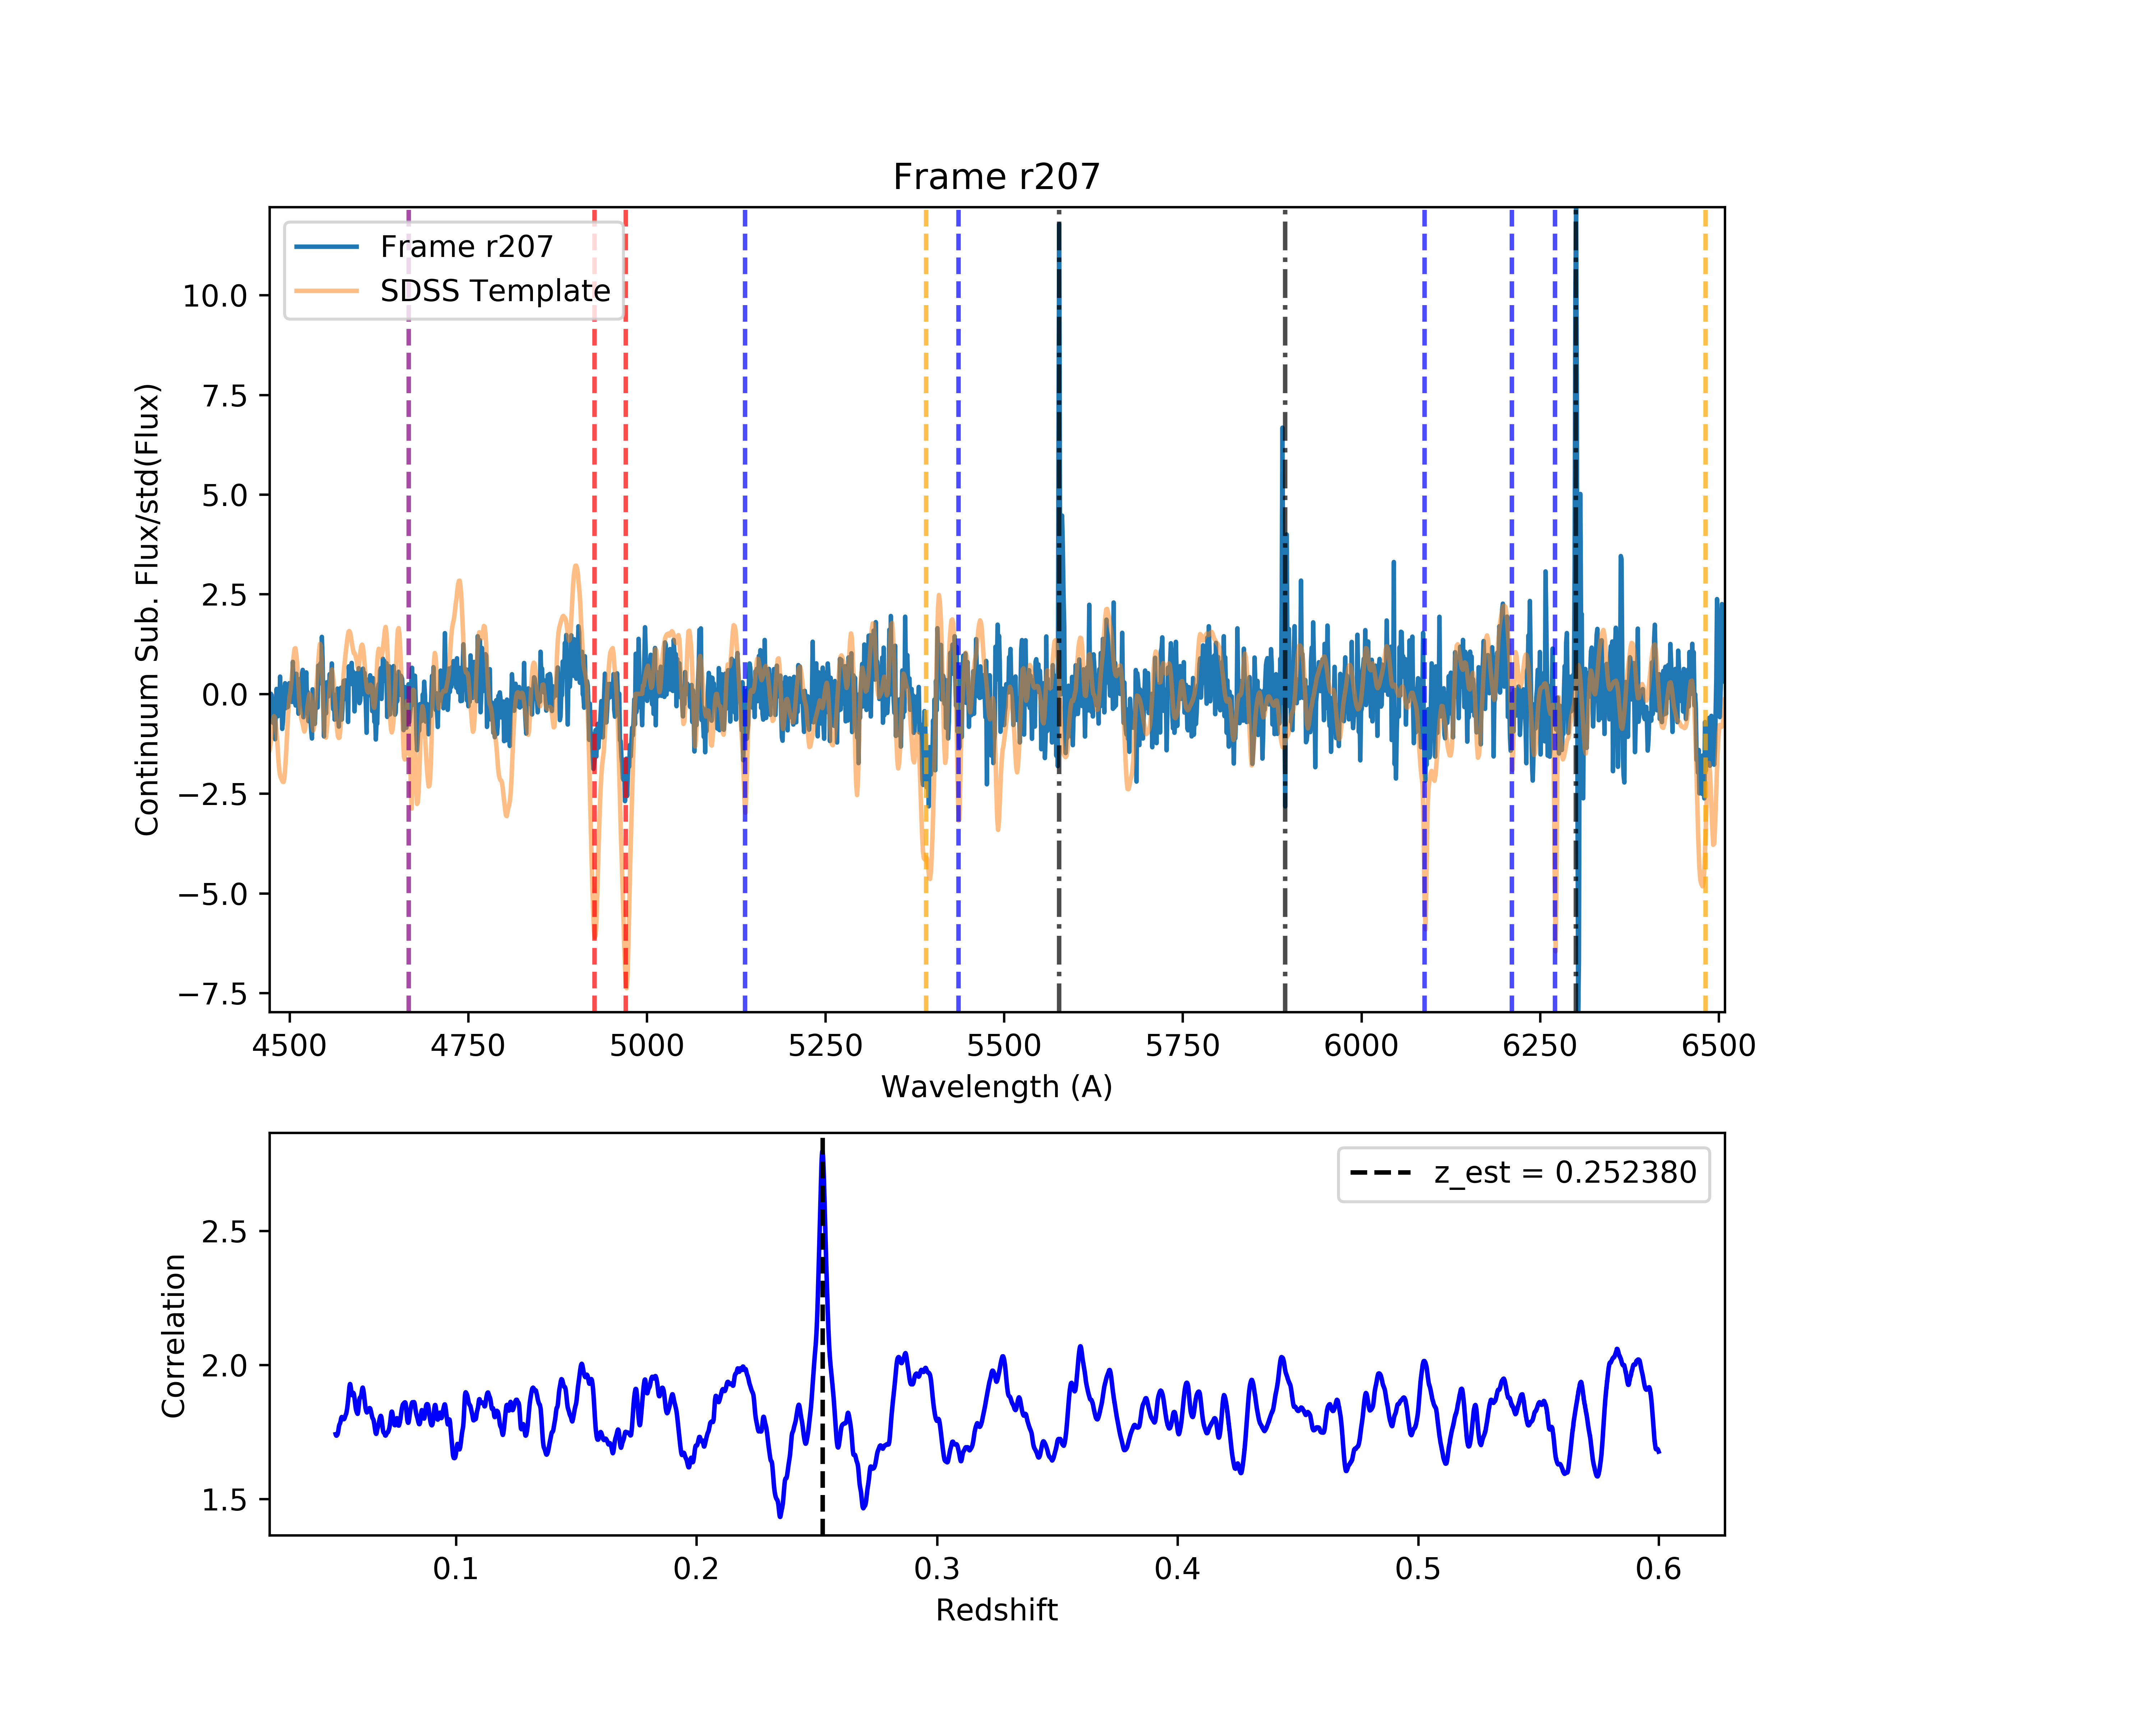 Frame r207
Frame r207
SDSS Template
Continuum Sub. Flux/std(Flux)
10.0
7.5
5.0
2.5
0.0
−2.5
−5.0
−7.5
4500 4750 5000 5250 5500 5750 6000 6250 6500
Wavelength (A)
z_est = 0.252380
Correlation
2.5
2.0
1.5
0.1 0.2 0.3 0.4 0.5 0.6
Redshift